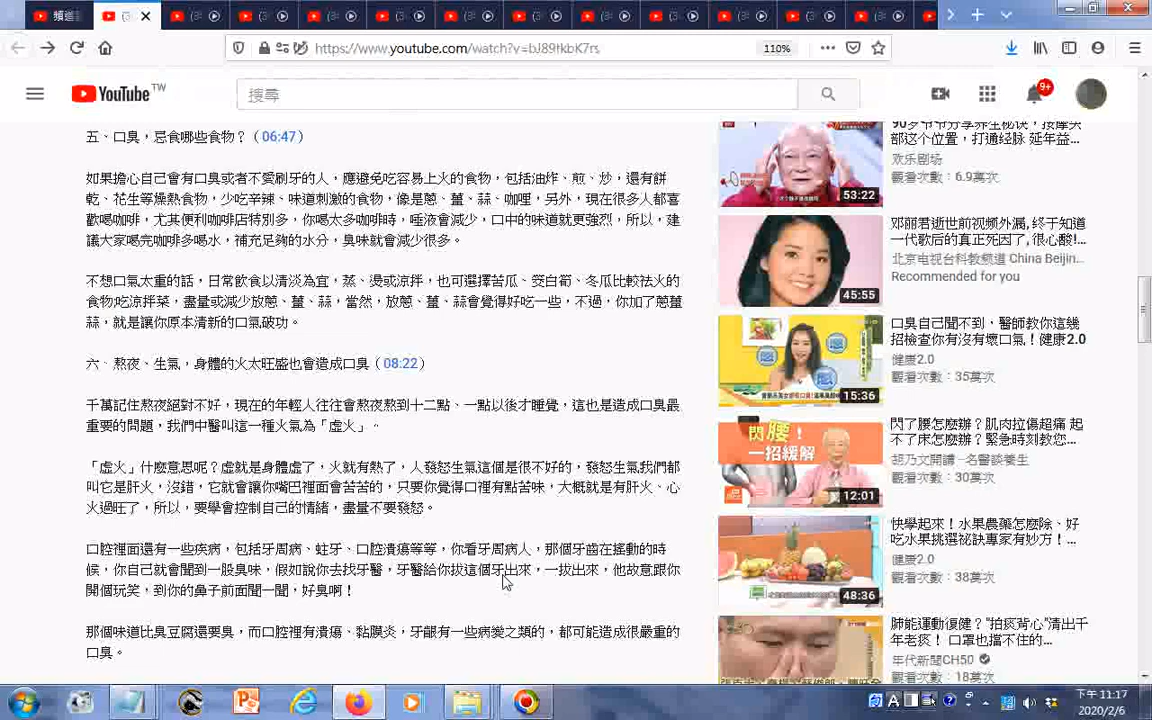 頻道
https://www.youtube.com/watch?v=bJ89tkbK7rs
110%
YouTube TW
搜尋
9+
五、口臭，忌食哪些食物？（06:47）
如果擔心自己會有口臭或者不愛刷牙的人，應避免吃容易上火的食物，包括油炸、煎、炒，還有餅
乾、花生等燥熱食物，少吃辛辣、味道刺激的食物，像是蔥、薑、蒜、咖哩，另外，現在很多人都喜
歡喝咖啡，尤其便利咖啡店特別多，你喝太多咖啡時，唾液會減少，口中的味道就更強烈，所以，建
議大家喝完咖啡多喝水，補充足夠的水分，臭味就會減少很多。
不想口氣太重的話，日常飲食以清淡為宜，蒸、燙或涼拌，也可選擇苦瓜、筊白筍、冬瓜比較祛火的
食物;吃涼拌菜，盡量或減少放蔥、薑、蒜，當然，放蔥、薑、蒜會覺得好吃一些，不過，你加了蔥薑
蒜，就是讓你原本清新的口氣破功。
六、熬夜、生氣，身體的火太旺盛也會造成口臭（08:22）
千萬記住熬夜絕對不好，現在的年輕人往往會熬夜熬到十二點、一點以後才睡覺，這也是造成口臭最
重要的問題，我們中醫叫這一種火氣為「虛火」。
「虛火」什麼意思呢？虛就是身體虛了，火就有熱了，人發怒生氣這個是很不好的，發怒生氣我們都
叫它是肝火，沒錯，它就會讓你嘴巴裡面會苦苦的，只要你覺得口裡有點苦味，大概就是有肝火、心
火過旺了，所以，要學會控制自己的情緒，盡量不要發怒。
口腔裡面還有一些疾病，包括牙周病、蛀牙、口腔潰瘍等等，你看牙周病人，那個牙齒在搖動的時
候，你自己就會聞到一股臭味，假如說你去找牙醫，牙醫給你拔這個牙出來，一拔出來，他故意跟你
開個玩笑，到你的鼻子前面聞一聞，好臭啊！
那個味道比臭豆腐還要臭，而口腔裡有潰瘍、黏膜炎，牙齦有一些病變之類的，都可能造成很嚴重的
口臭。
90多岁爷爷分享养生秘诀，按摩头
部这个位置，打通经脉 延年益...
欢乐剧场
觀看次數：6.9萬次
53:22
邓丽君逝世前视频外漏,终于知道
一代歌后的真正死因了, 很心酸!...
北京电视台科教频道 China Beijin...
Recommended for you
45:55
口臭自己聞不到，醫師教你這幾
招檢查你有沒有壞口氣！健康2.0
健康2.0
觀看次數：35萬次
15:36
閃腰！
一招緩解
閃了腰怎麼辦？肌肉拉傷超痛 起
不了床怎麼辦？緊急時刻教您...
胡乃文開講 – 名醫談養生
觀看次數：30萬次
12:01
快學起來！水果農藥怎麼除、好
吃水果挑選祕訣專家有妙方！...
健康2.0
觀看次數：38萬次
48:36
肺能運動復健？"拍痰背心"清出千
年老痰！ 口罩也擋不住的...
年代新聞CH50
觀看次數：18萬次
下午 11:17
2020/2/6